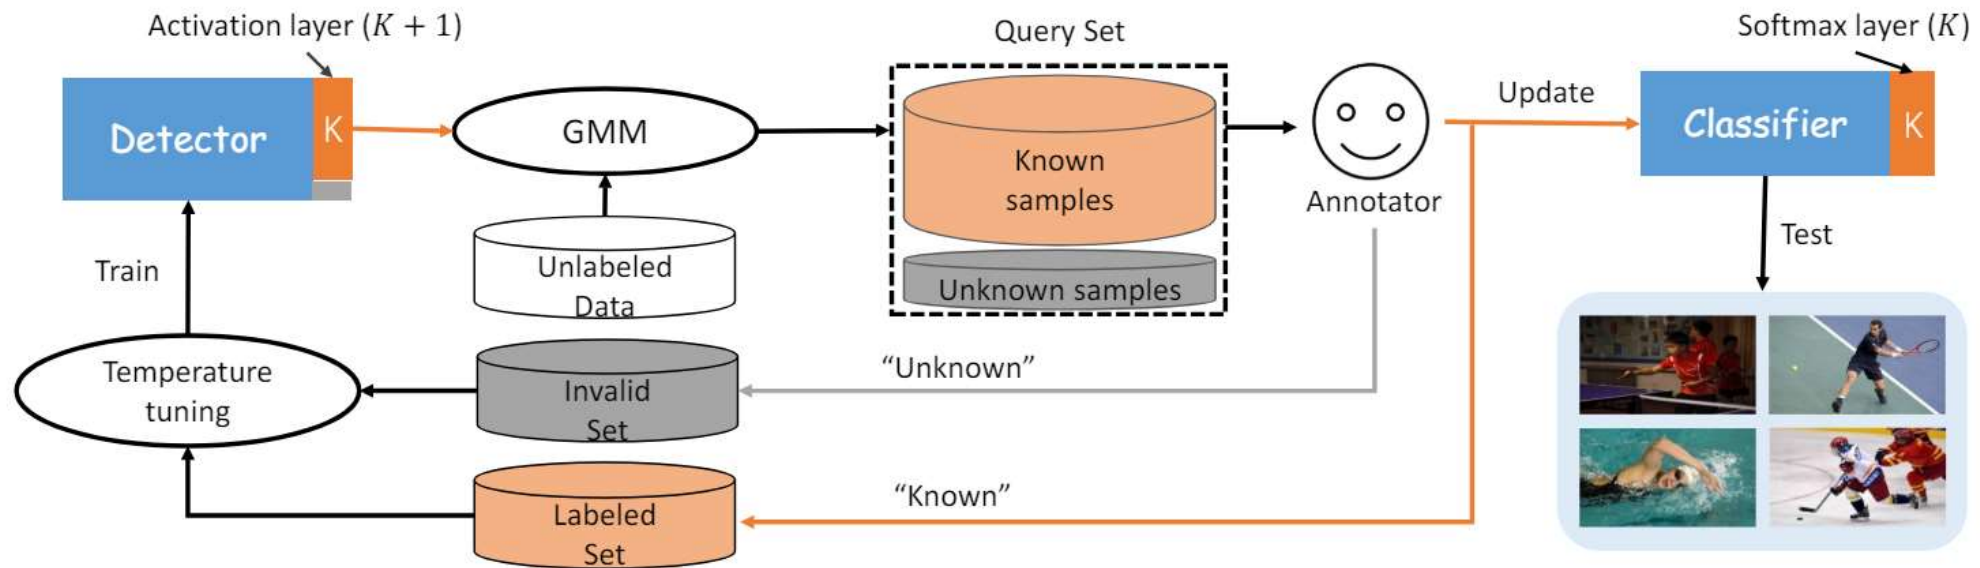 Activation layer (K + 1)
Query Set
Softmax layer (K)
Detector
K
GMM
Known
samples
Unknown samples
Annotator
Update
Classifier
K
Test
Train
Unlabeled
Data
Temperature
tuning
Invalid
Set
“Unknown”
Labeled
Set
“Known”